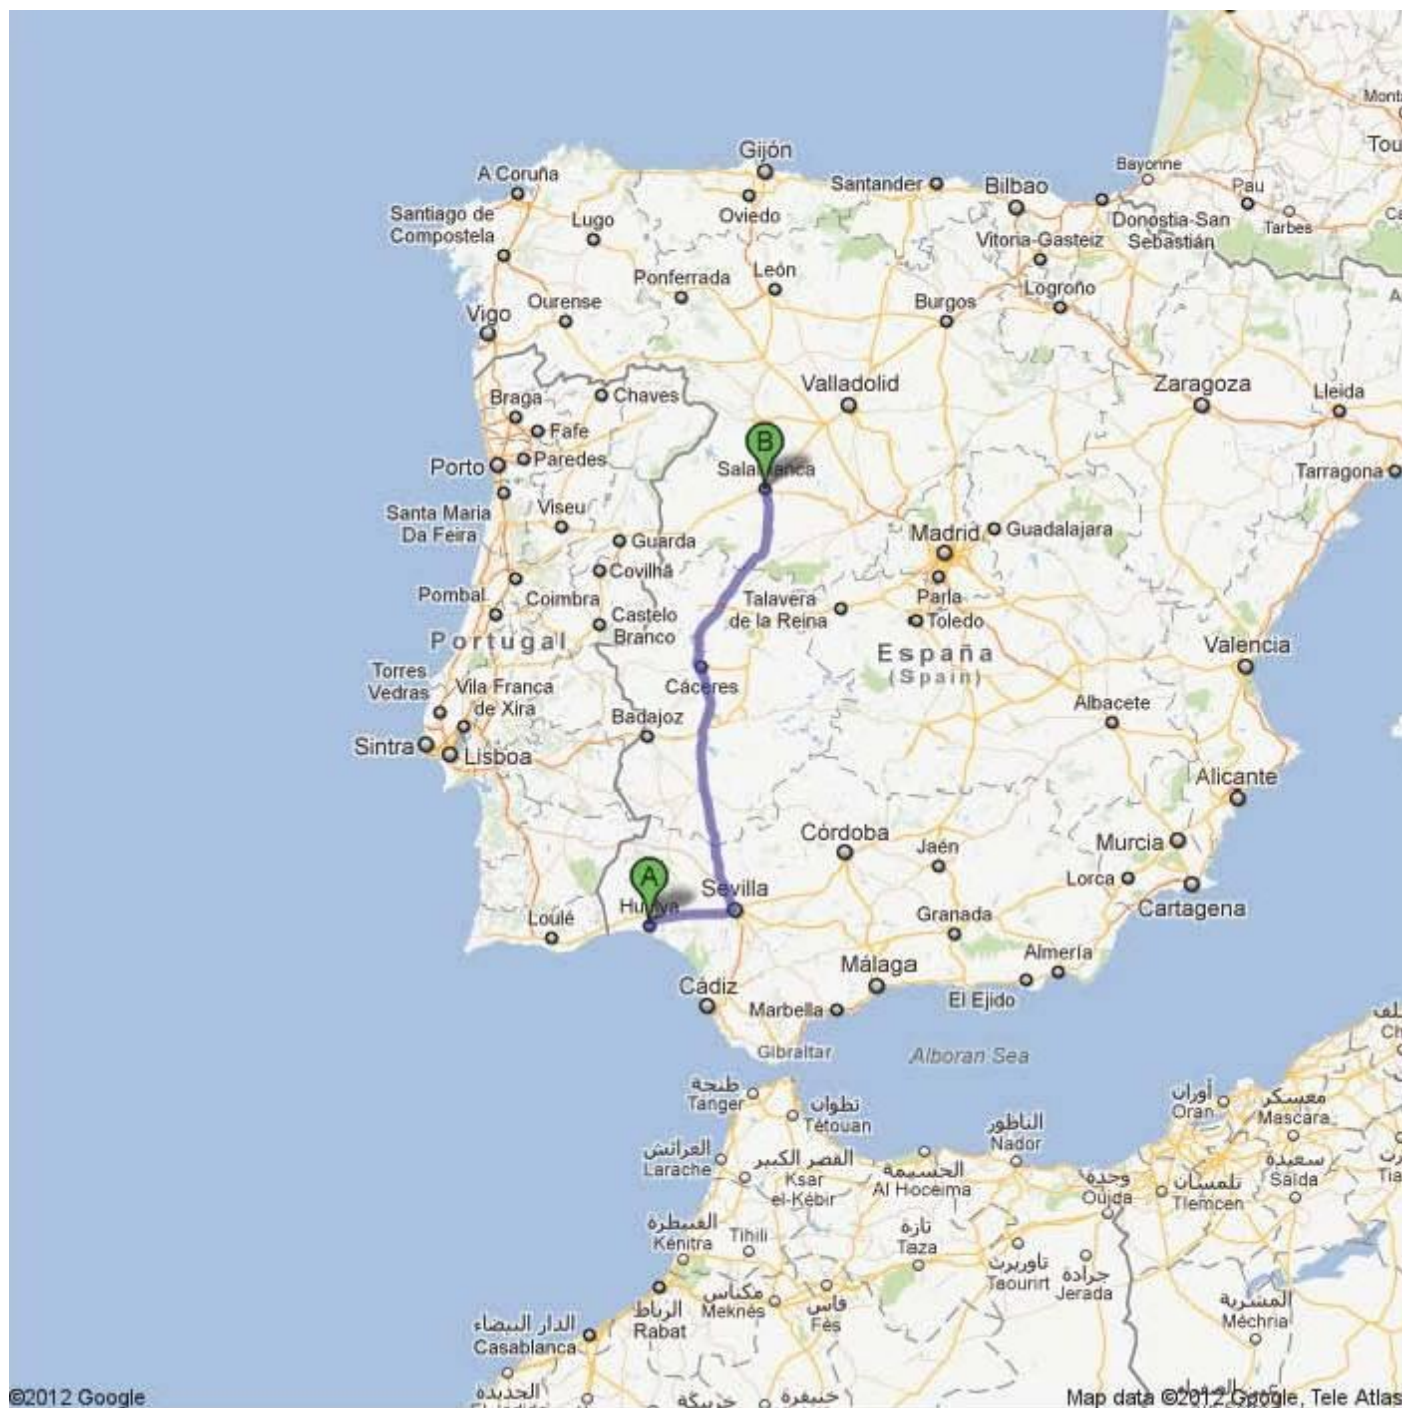 Gijón
A Coruña
Santander
Bilbao
Bayonne
Pau
Tarbes
Santiago de
Compostela
Lugo
Oviedo
Donostia-San
Sebastián
Vitoria-Gasteiz
Ponferrada
León
Burgos
Logroño
Vigo
Ourense
Valladolid
Zaragoza
Lleida
Braga
Chaves
Fafe
Porto
Paredes
B
Salamanca
Tarragona
Santa Maria
Da Feira
Viseu
Guarda
Madrid
Guadalajara
Covilhã
Pombal
Coimbra
Castelo
Branco
Talavera
de la Reina
Parla
Toledo
Portugal
España
(Spain)
Valencia
Torres
Vedras
Vila Franca
de Xira
Cáceres
Badajoz
Albacete
Sintra
Lisboa
Alicante
Córdoba
Jaén
Murcia
Lorca
Cartagena
A
Huelva
Sevilla
Loulé
Granada
Almería
Málaga
El Ejido
Cádiz
Marbella
Gibraltar
Alboran Sea
طنجة
Tanger
تطوان
Tétouan
أوران
Oran
معسكر
Mascara
العرائش
Larache
القصر الكبير
Ksar
el-Kébir
الحسيمة
Al Hoceima
الناظور
Nador
وجدة
Oujda
تلمسان
Tlemcen
سعيدة
Saïda
القنيطرة
Kénitra
Tihili
تازة
Taza
تاوريرت
Taourirt
جرادة
Jerada
الرباط
Rabat
مكناس
Meknès
فاس
Fès
المشرية
Méchria
الدار البيضاء
Casablanca
الجديدة
خريبكة
خنيفرة
©2012 Google
Map data ©2012 Google, Tele Atlas